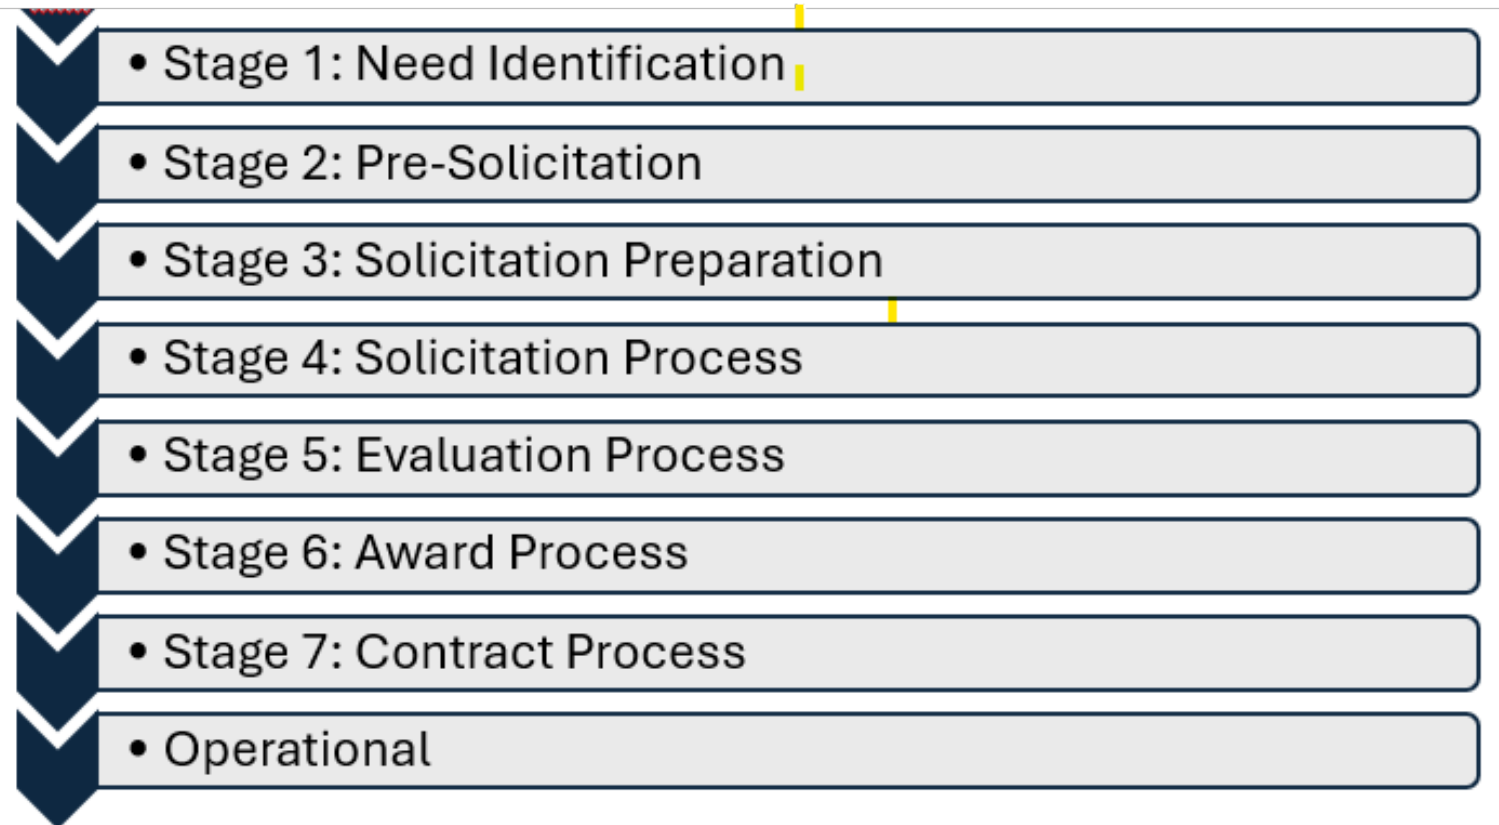 • Stage 1: Need Identification
• Stage 2: Pre-Solicitation
• Stage 3: Solicitation Preparation
• Stage 4: Solicitation Process
• Stage 5: Evaluation Process
• Stage 6: Award Process
• Stage 7: Contract Process
• Operational